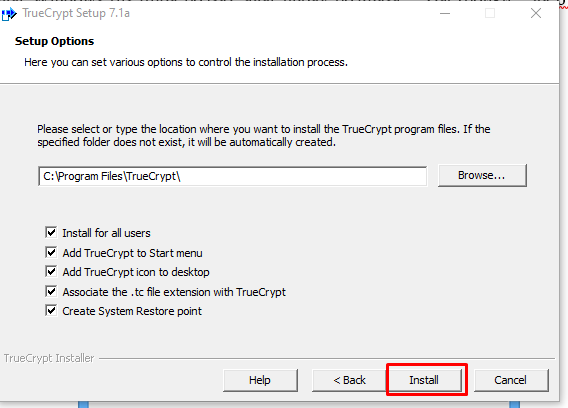 TrueCrypt Setup 7.1a
Setup Options
Here you can set various options to control the installation process.
Please select or type the location where you want to install the TrueCrypt program files. If the
specified folder does not exist, it will be automatically created.
C:\Program Files\TrueCrypt\
Browse...
Install for all users
Add TrueCrypt to Start menu
Add TrueCrypt icon to desktop
Associate the .tc file extension with TrueCrypt
Create System Restore point
TrueCrypt Installer
Help
< Back
Install
Cancel